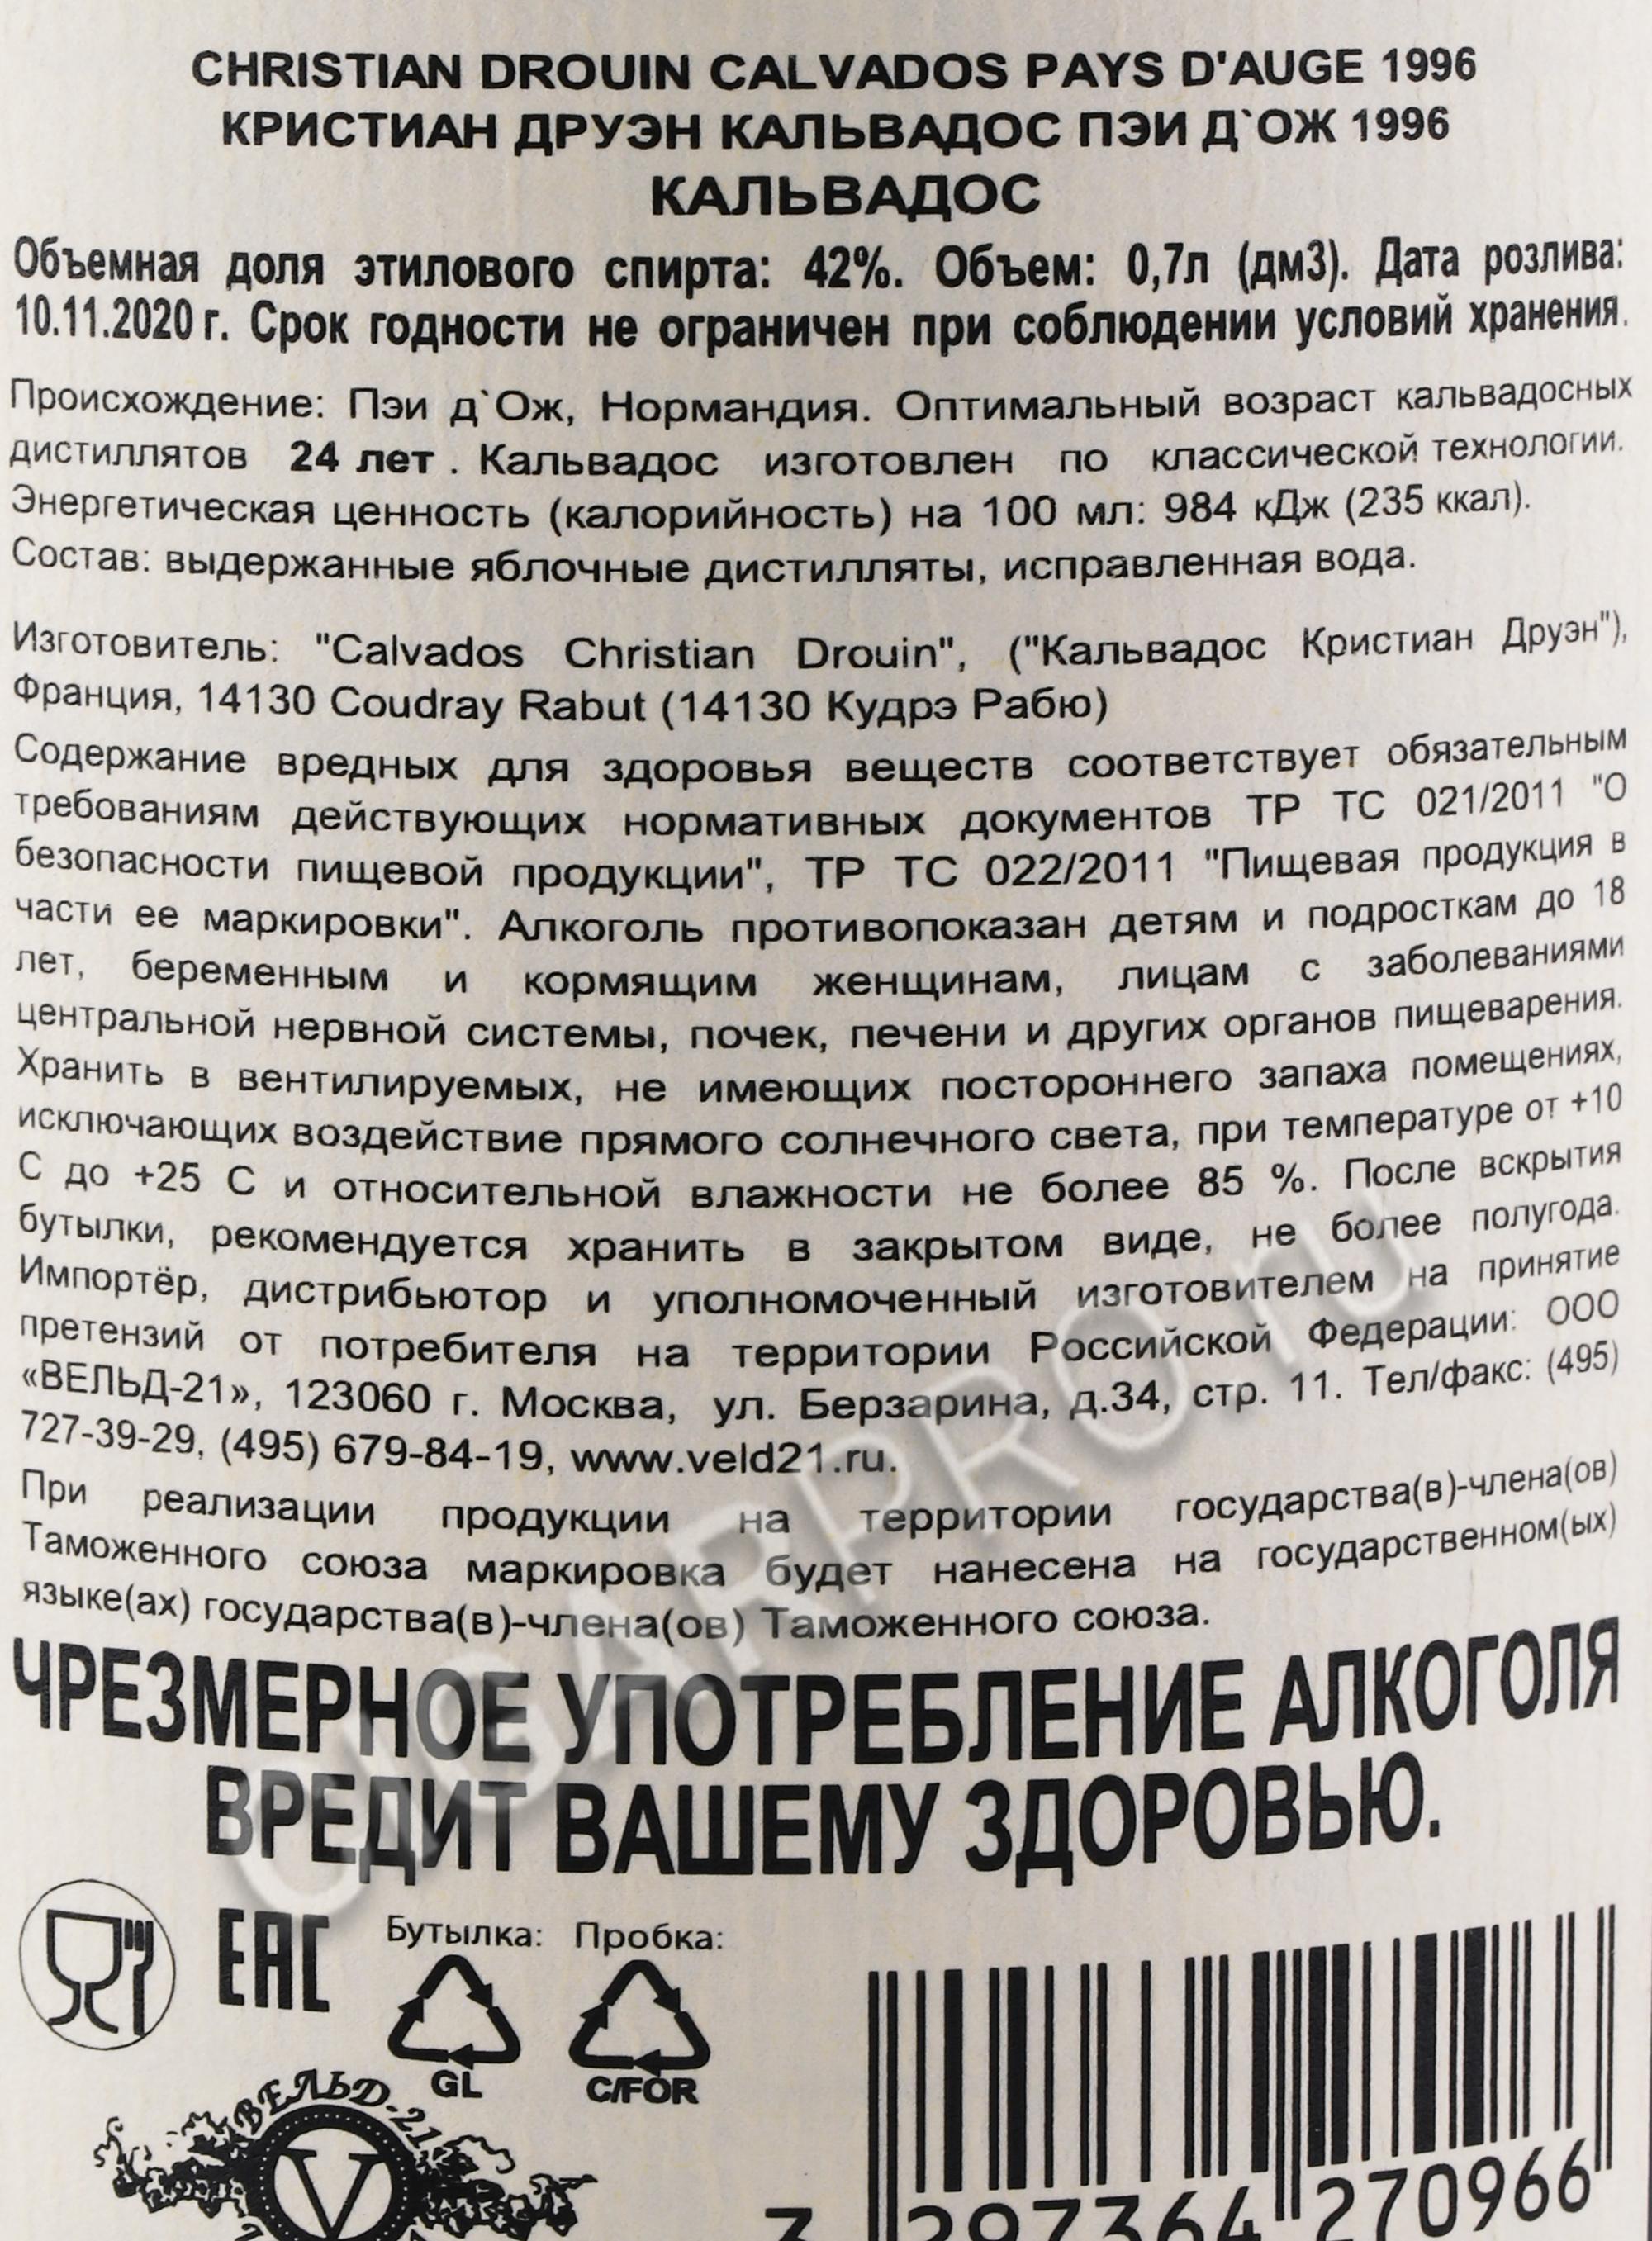 CHRISTIAN DROUIN CALVADOS PAYS D'AUGE 1996
КРИСТИАН ДРУЭН КАЛЬВАДОС ПЭИ Д`ОЖ 1996
КАЛЬВАДОС
Объемная доля этилового спирта: 42%. Объем: 0,7л (дм3). Дата розлива:
10.11.2020 г. Срок годности не ограничен при соблюдении условий хранения.
Происхождение: Пэи д`Ож, Нормандия. Оптимальный возраст кальвадосных
дистиллятов 24 лет . Кальвадос изготовлен по классической технологии.
Энергетическая ценность (калорийность) на 100 мл: 984 кДж (235 ккал).
Состав: выдержанные яблочные дистилляты, исправленная вода.
Изготовитель: "Calvados Christian Drouin", ("Кальвадос Кристиан Друэн"),
Франция, 14130 Coudray Rabut (14130 Кудрэ Рабю)
Содержание вредных для здоровья веществ соответствует обязательным
требованиям действующих нормативных документов ТР ТС 021/2011 "О
безопасности пищевой продукции", ТР ТС 022/2011 "Пищевая продукция в
части ее маркировки". Алкоголь противопоказан детям и подросткам до 18
лет, беременным и кормящим женщинам, лицам с заболеваниями
центральной нервной системы, почек, печени и других органов пищеварения.
Хранить в вентилируемых, не имеющих постороннего запаха помещениях,
исключающих воздействие прямого солнечного света, при температуре от +10
С до +25 С и относительной влажности не более 85 %. После вскрытия
бутылки, рекомендуется хранить в закрытом виде, не более полугода.
Импортёр, дистрибьютор и уполномоченный изготовителем на принятие
претензий от потребителя на территории Российской Федерации: ООО
«ВЕЛЬД-21», 123060 г. Москва, ул. Берзарина, д.34, стр. 11. Тел/факс: (495)
727-39-29, (495) 679-84-19, www.veld21.ru.
При реализации продукции на территории государства(в)-члена(ов)
Таможенного союза маркировка будет нанесена на государственном(ых)
языке(ах) государства(в)-члена(ов) Таможенного союза.
ЧРЕЗМЕРНОЕ УПОТРЕБЛЕНИЕ АЛКОГОЛЯ
ВРЕДИТ ВАШЕМУ ЗДОРОВЬЮ.
EAC
Бутылка: Пробка:
GL C/FOR
ВЕЛЬД-21
V
3 297364 270966
CIGARPRO.ru